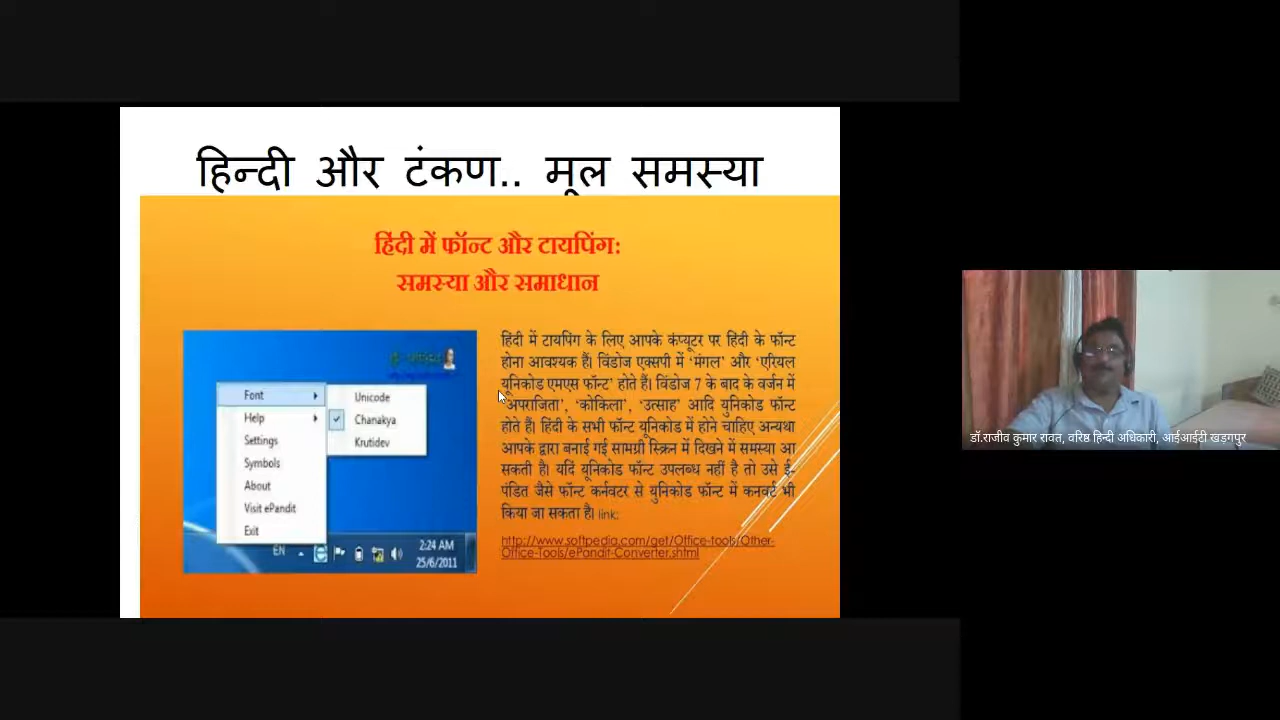 हिन्दी और टंकण.. मूल समस्या
हिंदी में फॉन्ट और टायपिंग:
समस्या और समाधान
Font
Help
Settings
Symbols
About
Visit ePandit
Exit
Unicode
Chanakya
Krutidev
EN
2:24 AM
25/6/2011
हिंदी में टायपिंग के लिए आपके कंप्यूटर पर हिंदी के फॉन्ट
होना आवश्यक हैं। विंडोज एक्सपी में ‘मंगल’ और ‘एरियल
यूनिकोड एमएस फॉन्ट’ होते हैं। विंडोज 7 के बाद के वर्जन में
‘अपराजिता’, ‘कोकिला’, ‘उत्साह’ आदि युनिकोड फॉन्ट
होते हैं। हिंदी के सभी फॉन्ट यूनिकोड में होने चाहिए अन्यथा
आपके द्वारा बनाई गई सामग्री स्क्रिन में दिखने में समस्या आ
सकती है। यदि यूनिकोड फॉन्ट उपलब्ध नहीं है तो उसे ई-
पंडित जैसे फॉन्ट कर्नवटर से युनिकोड फॉन्ट में कनवर्ट भी
किया जा सकता है। link:
http://www.softpedia.com/get/Office-tools/Other-
Office-Tools/ePandit-Converter.shtml
डॉ.राजीव कुमार रावत, वरिष्ठ हिन्दी अधिकारी, आईआईटी खड़गपुर